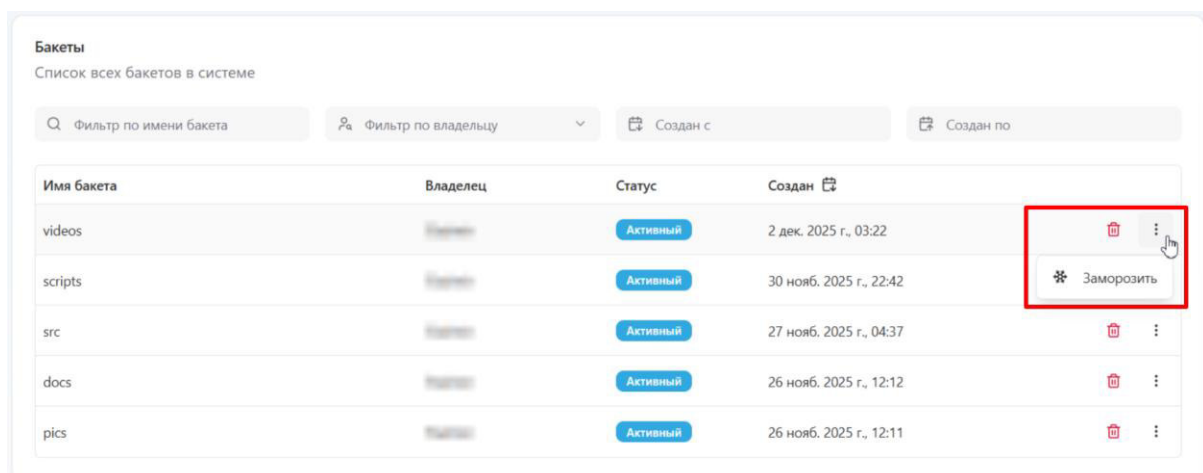 Бакеты
Список всех бакетов в системе
Фильтр по имени бакета Фильтр по владельцу Создан с Создан по
Имя бакета Владелец Статус Создан
videos Активный 2 дек. 2025 г., 03:22
scripts Активный 30 нояб. 2025 г., 22:42 Заморозить
src Активный 27 нояб. 2025 г., 04:37
docs Активный 26 нояб. 2025 г., 12:12
pics Активный 26 нояб. 2025 г., 12:11